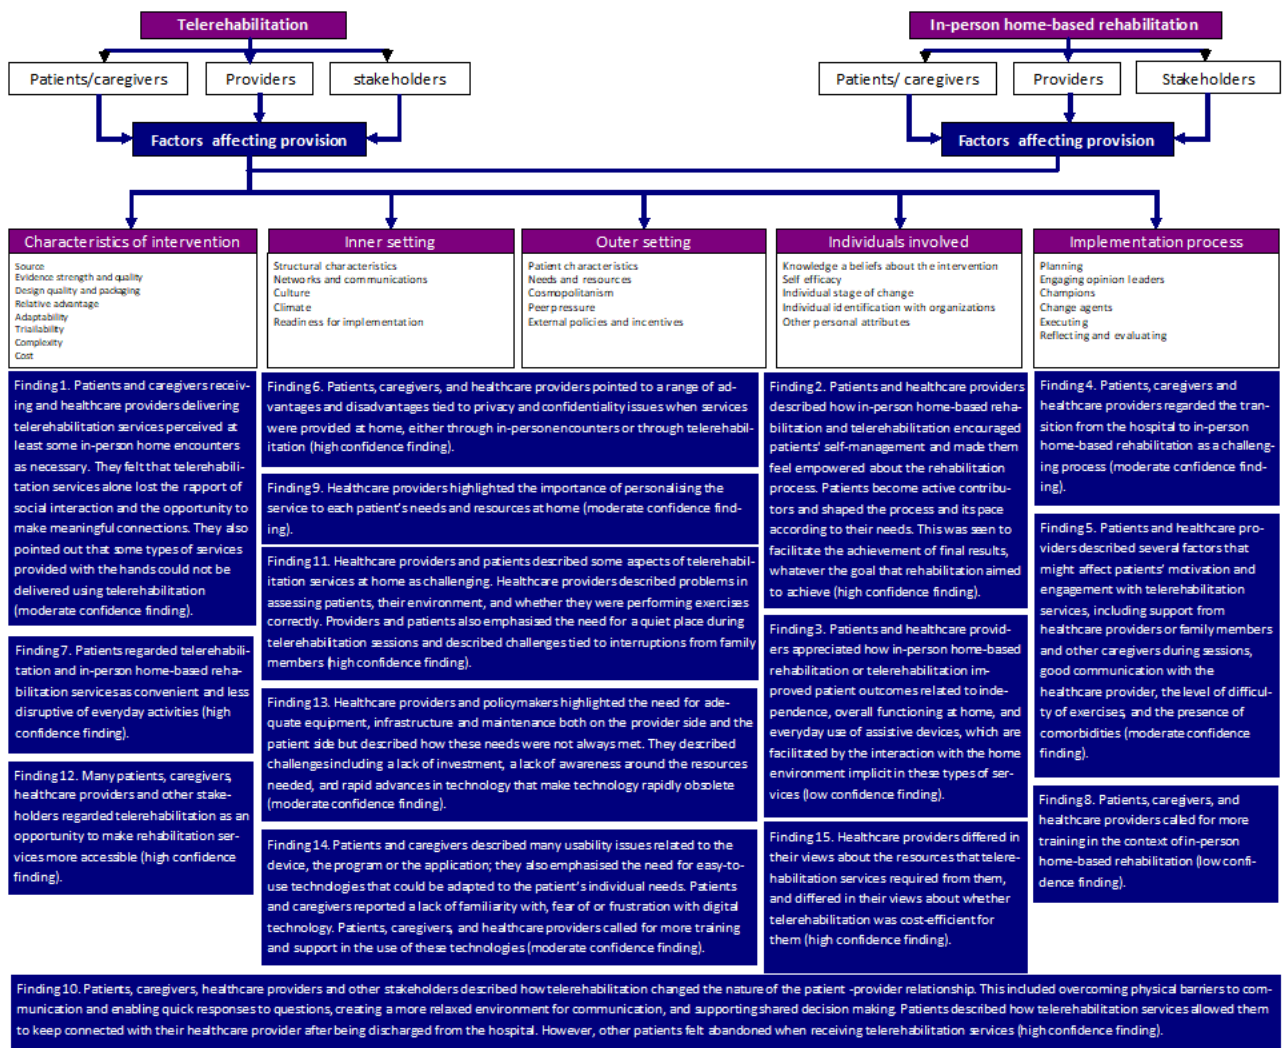 Telerehabilitation
In-person home-based rehabilitation
Patients/caregivers
Providers
stakeholders
Patients/ caregivers
Providers
Stakeholders
Factors affecting provision
Factors affecting provision
Characteristics of intervention
Source
Evidence strength and quality
Design quality and packaging
Relative advantage
Adaptability
Trialability
Complexity
Cost
Inner setting
Structural characteristics
Networks and communications
Culture
Climate
Readiness for implementation
Outer setting
Patient characteristics
Needs and resources
Cosmopolitanism
Peer pressure
External policies and incentives
Individuals involved
Knowledge a beliefs about the intervention
Self efficacy
Individual stage of change
Individual identification with organizations
Other personal attributes
Implementation process
Planning
Engaging opinion leaders
Champions
Change agents
Executing
Reflecting and evaluating
Finding 1. Patients and caregivers receiv-
ing and healthcare providers delivering
telerehabilitation services perceived at
least some in-person home encounters
as necessary. They felt that telerehabili-
tation services alone lost the rapport of
social interaction and the opportunity to
make meaningful connections. They also
pointed out that some types of services
provided with the hands could not be
delivered using telerehabilitation
(moderate confidence finding).
Finding 7. Patients regarded telerehabili-
tation and in-person home-based reha-
bilitation services as convenient and less
disruptive of everyday activities (high
confidence finding).
Finding 12. Many patients, caregivers,
healthcare providers and other stake-
holders regarded telerehabilitation as an
opportunity to make rehabilitation ser-
vices more accessible (high confidence
finding).
Finding 6. Patients, caregivers, and healthcare providers pointed to a range of ad-
vantages and disadvantages tied to privacy and confidentiality issues when services
were provided at home, either through in-person encounters or through telerehabil-
itation (high confidence finding).
Finding 9. Healthcare providers highlighted the importance of personalising the
service to each patient's needs and resources at home (moderate confidence find-
ing).
Finding 11. Healthcare providers and patients described some aspects of telerehabil-
itation services at home as challenging. Healthcare providers described problems in
assessing patients, their environment, and whether they were performing exercises
correctly. Providers and patients also emphasised the need for a quiet place during
telerehabilitation sessions and described challenges tied to interruptions from family
members (high confidence finding).
Finding 13. Healthcare providers and policymakers highlighted the need for ade-
quate equipment, infrastructure and maintenance both on the provider side and the
patient side but described how these needs were not always met. They described
challenges including a lack of investment, a lack of awareness around the resources
needed, and rapid advances in technology that make technology rapidly obsolete
(moderate confidence finding).
Finding 14. Patients and caregivers described many usability issues related to the
device, the program or the application; they also emphasised the need for easy-to-
use technologies that could be adapted to the patient's individual needs. Patients
and caregivers reported a lack of familiarity with, fear of or frustration with digital
technology. Patients, caregivers, and healthcare providers called for more training
and support in the use of these technologies (moderate confidence finding).
Finding 2. Patients and healthcare providers
described how in-person home-based reha-
bilitation and telerehabilitation encouraged
patients' self-management and made them
feel empowered about the rehabilitation
process. Patients become active contribu-
tors and shaped the process and its pace
according to their needs. This was seen to
facilitate the achievement of final results,
whatever the goal that rehabilitation aimed
to achieve (high confidence finding).
Finding 3. Patients and healthcare provid-
ers appreciated how in-person home-based
rehabilitation or telerehabilitation im-
proved patient outcomes related to inde-
pendence, overall functioning at home, and
everyday use of assistive devices, which are
facilitated by the interaction with the home
environment implicit in these types of ser-
vices (low confidence finding).
Finding 15. Healthcare providers differed in
their views about the resources that telere-
habilitation services required from them,
and differed in their views about whether
telerehabilitation was cost-efficient for
them (high confidence finding).
Finding 4. Patients, caregivers and
healthcare providers regarded the tran-
sition from the hospital to in-person
home-based rehabilitation as a challeng-
ing process (moderate confidence find-
ing).
Finding 5. Patients and healthcare pro-
viders described several factors that
might affect patients' motivation and
engagement with telerehabilitation
services, including support from
healthcare providers or family members
and other caregivers during sessions,
good communication with the
healthcare provider, the level of difficul-
ty of exercises, and the presence of
comorbidities (moderate confidence
finding).
Finding 8. Patients, caregivers, and
healthcare providers called for more
training in the context of in-person
home-based rehabilitation (low confi-
dence finding).
Finding 10. Patients, caregivers, healthcare providers and other stakeholders described how telerehabilitation changed the nature of the patient -provider relationship. This included overcoming physical barriers to com-
munication and enabling quick responses to questions, creating a more relaxed environment for communication, and supporting shared decision making. Patients described how telerehabilitation services allowed them
to keep connected with their healthcare provider after being discharged from the hospital. However, other patients felt abandoned when receiving telerehabilitation services (high confidence finding).